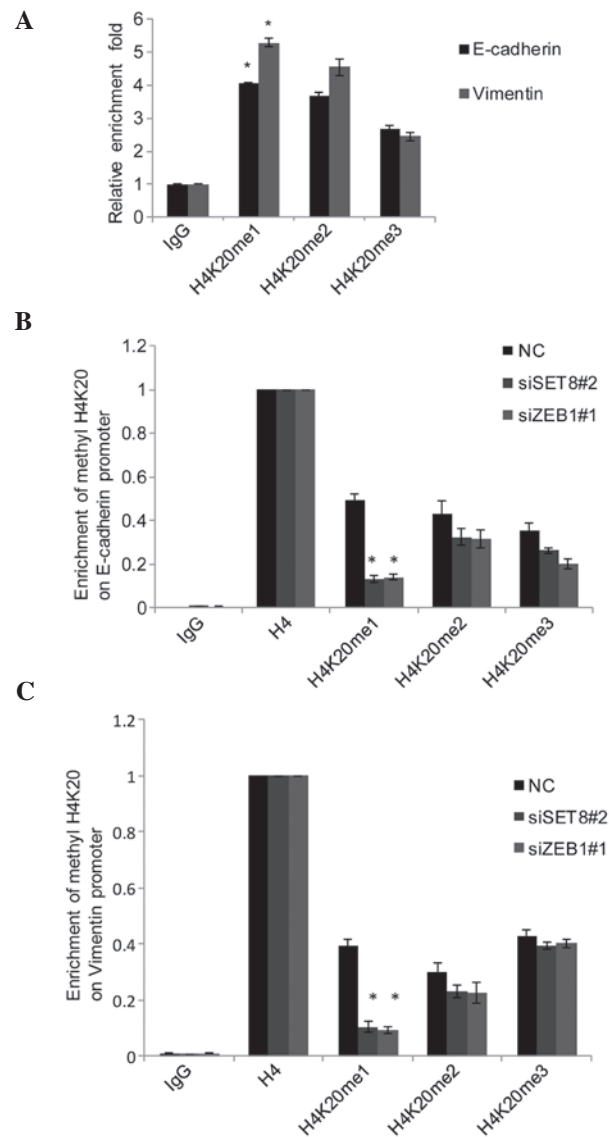 A
Relative enrichment fold
6
5
4
3
2
1
0
* *
E-cadherin
Vimentin
IgG
H4K20me1
H4K20me2
H4K20me3
B
Enrichment of methyl H4K20
on E-cadherin promoter
1.2
1
0.8
0.6
0.4
0.2
0
* *
NC
siSET8#2
siZEB1#1
IgG
H4
H4K20me1
H4K20me2
H4K20me3
C
Enrichment of methyl H4K20
on Vimentin promoter
1.2
1
0.8
0.6
0.4
0.2
0
* *
NC
siSET8#2
siZEB1#1
IgG
H4
H4K20me1
H4K20me2
H4K20me3